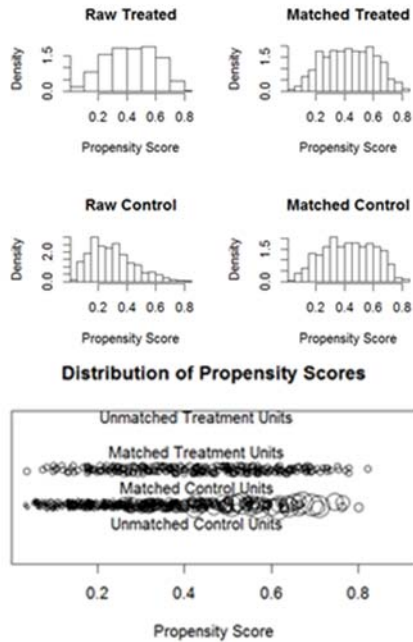 Raw Treated
Matched Treated
Density
0.0
1.5
0.2 0.4 0.6 0.8
Propensity Score
Density
0.0
1.5
0.2 0.4 0.6 0.8
Propensity Score
Raw Control
Matched Control
Density
0.0
2.0
0.2 0.4 0.6 0.8
Propensity Score
Density
0.0
1.5
0.2 0.4 0.6 0.8
Propensity Score
Distribution of Propensity Scores
Unmatched Treatment Units
Matched Treatment Units
Matched Control Units
Unmatched Control Units
0.2 0.4 0.6 0.8
Propensity Score